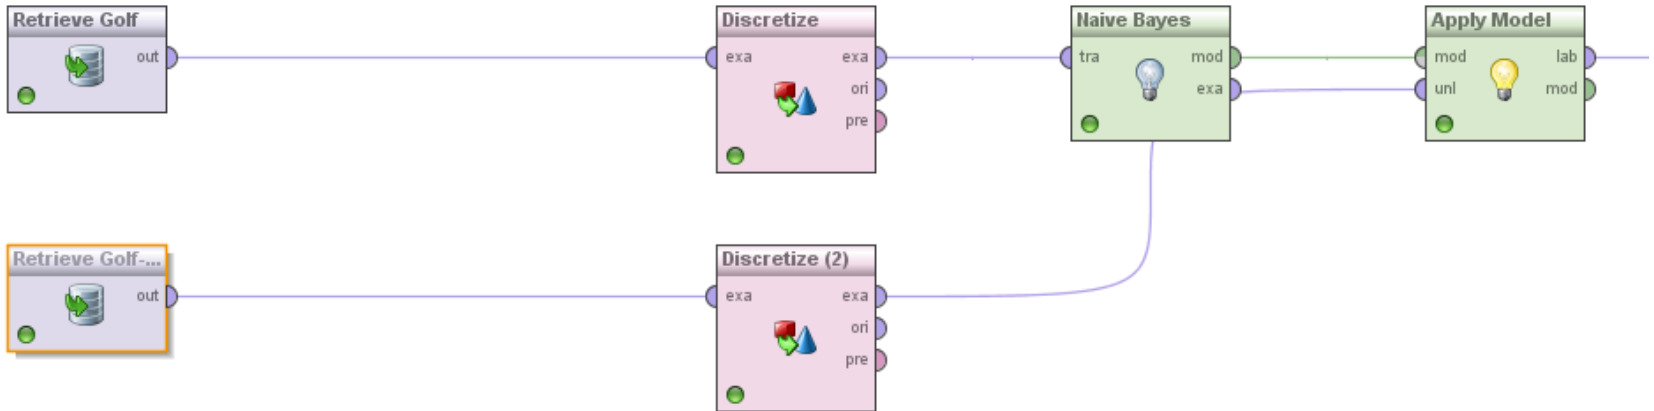 Retrieve Golf
out
Discretize
exa exa
ori
pre
Naive Bayes
tra mod
exa
Apply Model
mod lab
unl mod
Retrieve Golf-...
out
Discretize (2)
exa exa
ori
pre